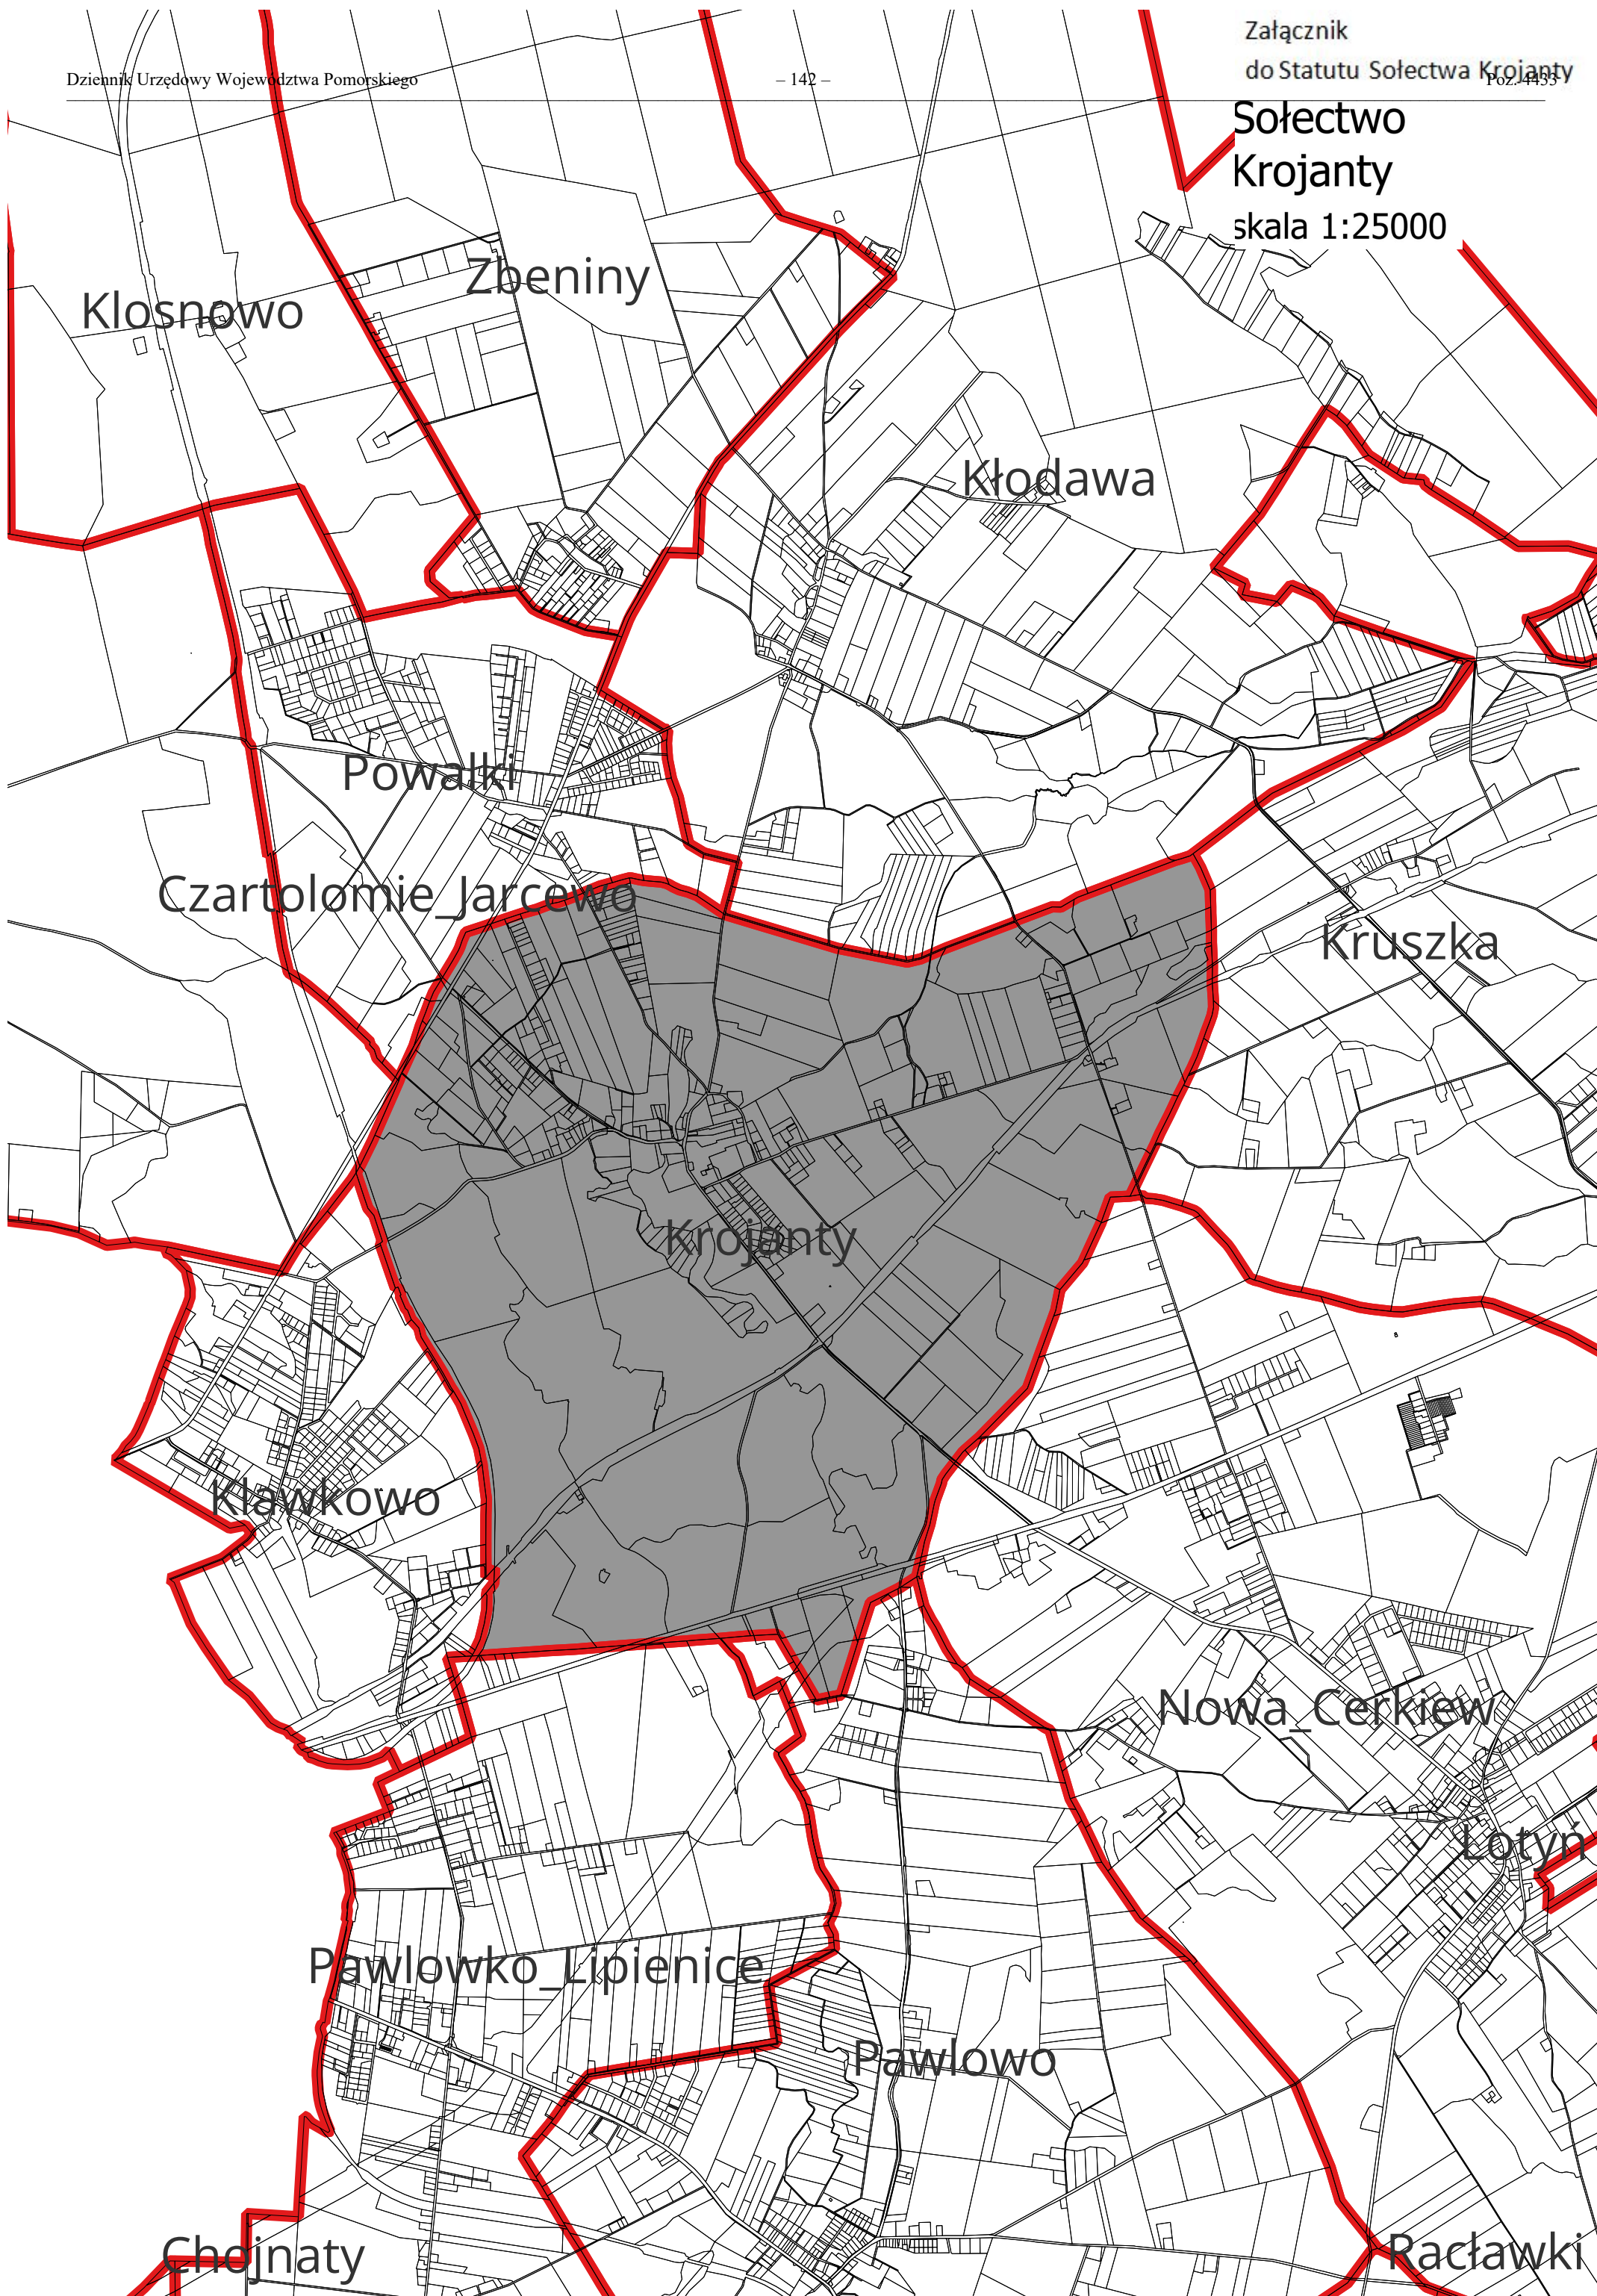 Załącznik
do Statutu Sołectwa Krojanty
Dziennik Urzędowy Województwa Pomorskiego
– 142 –
Poz. 4433
Sołectwo
Krojanty
skala 1:25000
Zbeniny
Klosnowo
Kłodawa
Powalki
Czartolomie_Jarcewo
Kruszka
Krojanty
Klawkowo
Nowa_Cerkiew
Lotyń
Pawlowko_Lipienice
Pawlowo
Chojnaty
Racławki